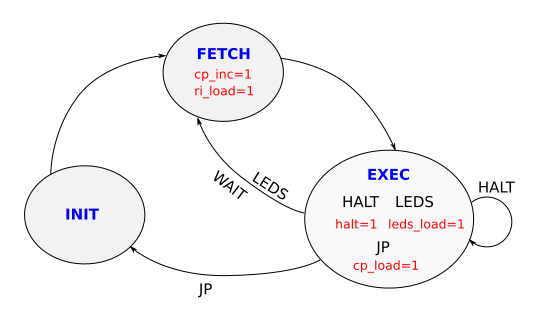 FETCH
cp_inc=1
ri_load=1
EXEC
HALT LEDS
halt=1 leds_load=1
JP
cp_load=1
HALT
LEDS
WAIT
INIT
JP